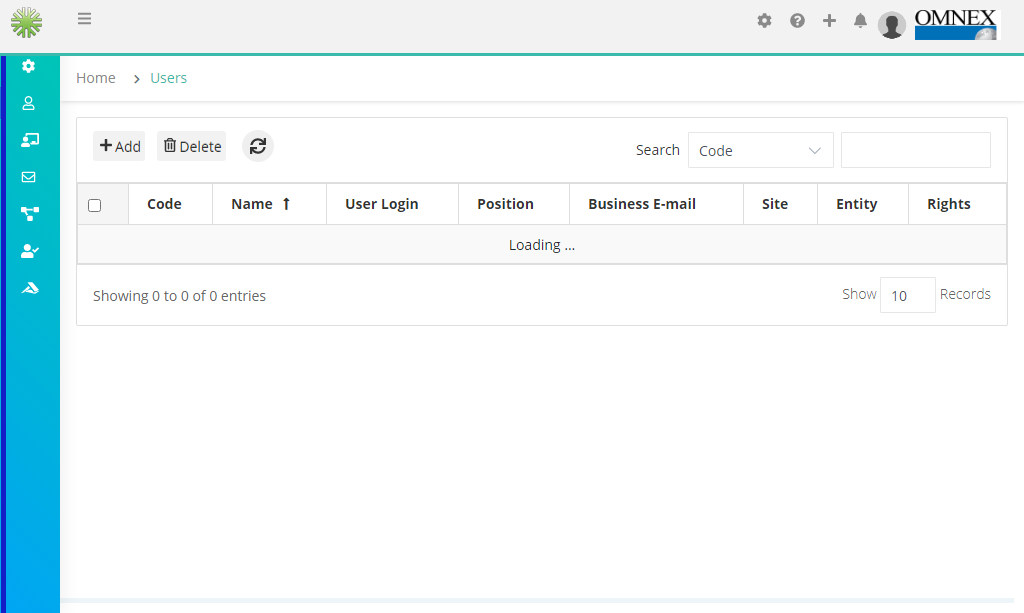 OMNEX
Home > Users
Add Delete Search Code
Code Name ↑ User Login Position Business E-mail Site Entity Rights
Loading ...
Showing 0 to 0 of 0 entries Show 10 Records